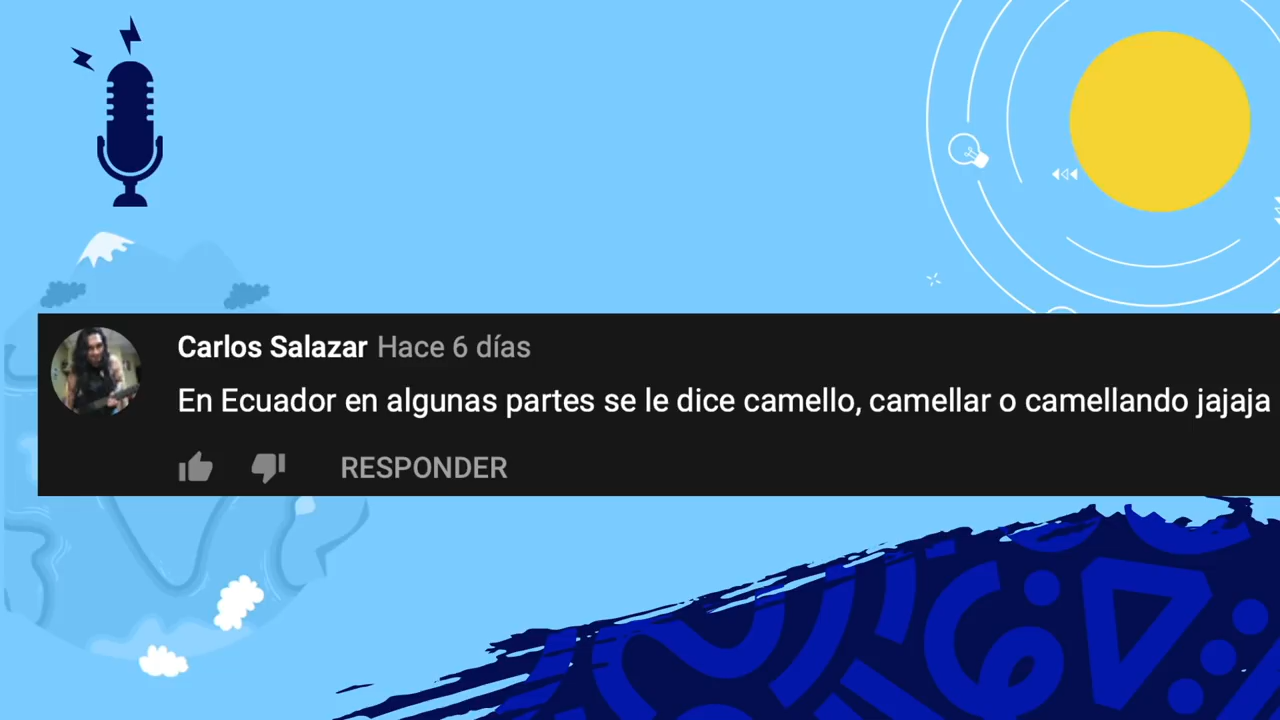 Carlos Salazar Hace 6 días
En Ecuador en algunas partes se le dice camello, camellar o camellando jajaja
RESPONDER